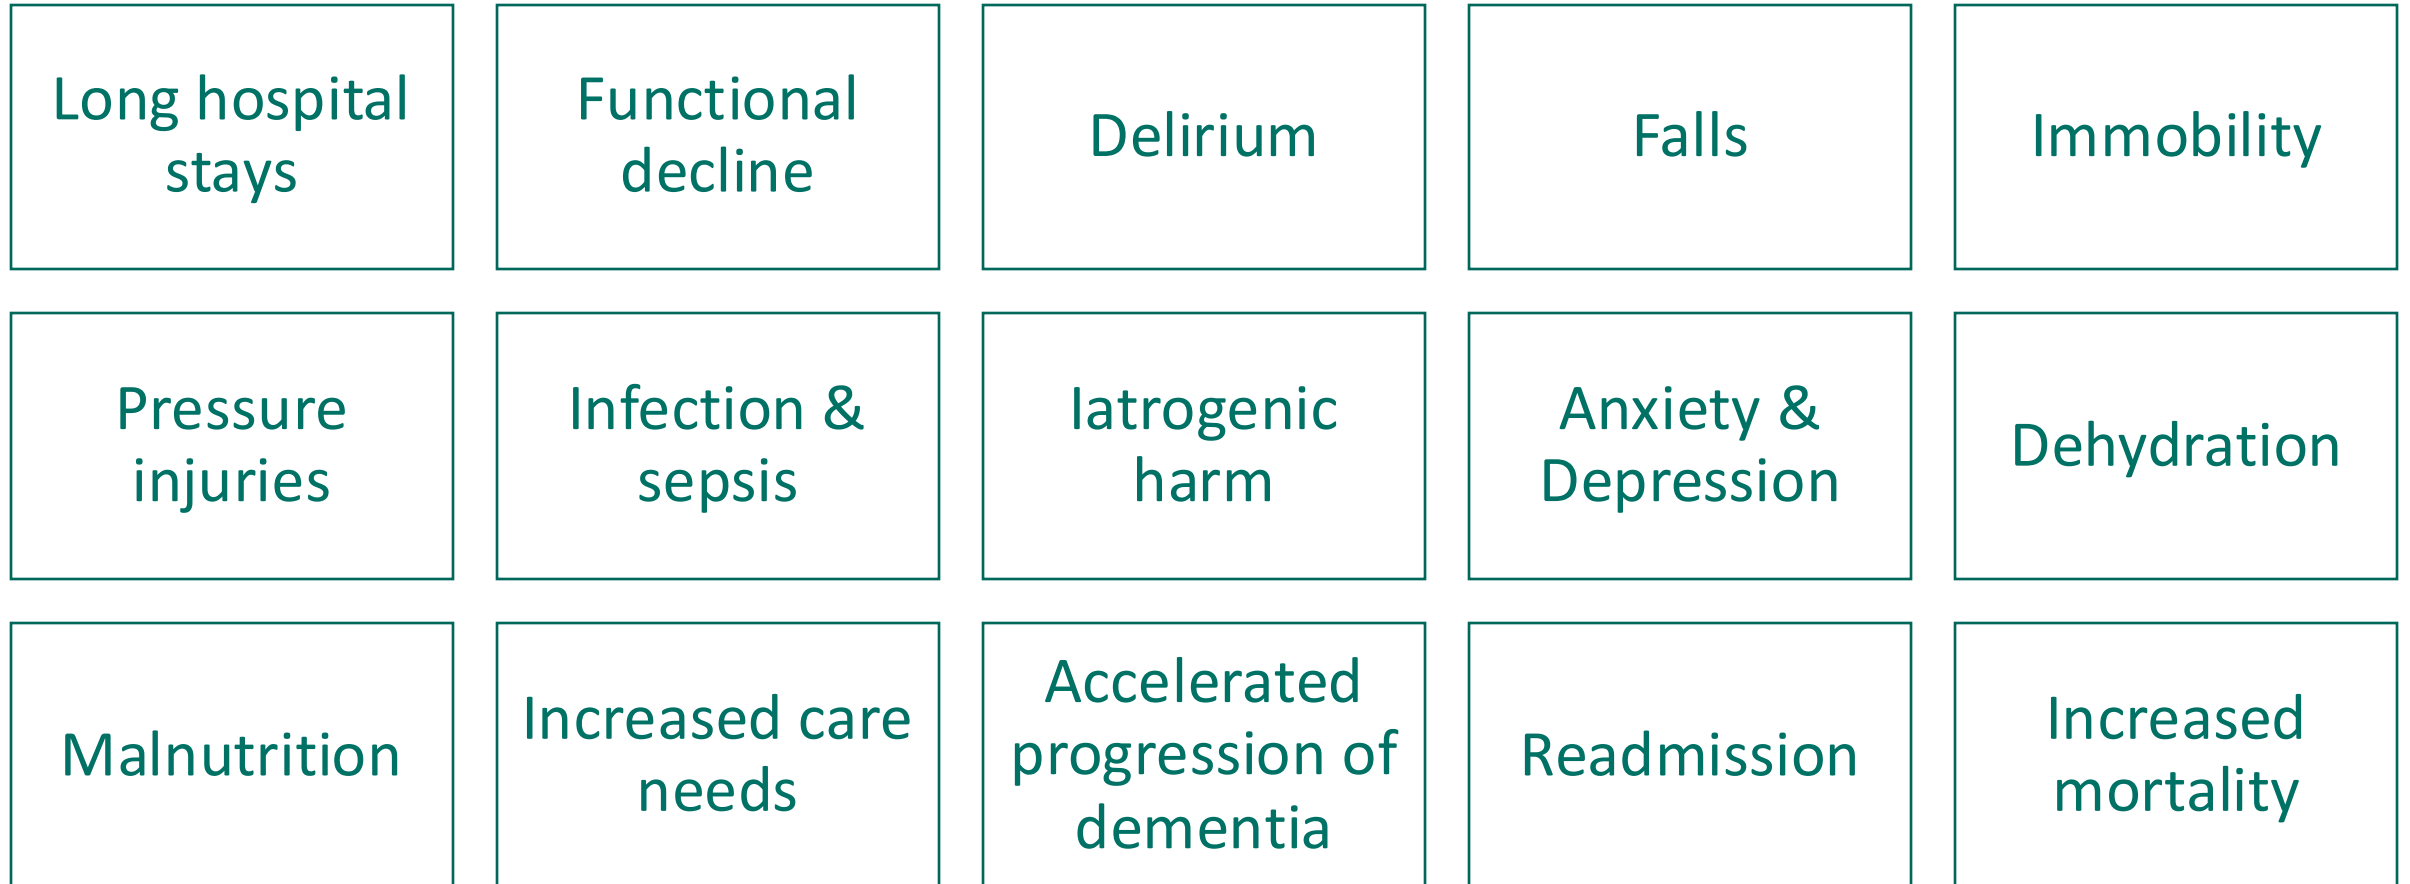 Long hospital
stays
Functional
decline
Delirium
Falls
Immobility
Pressure
injuries
Infection &
sepsis
Iatrogenic
harm
Anxiety &
Depression
Dehydration
Malnutrition
Increased care
needs
Accelerated
progression of
dementia
Readmission
Increased
mortality